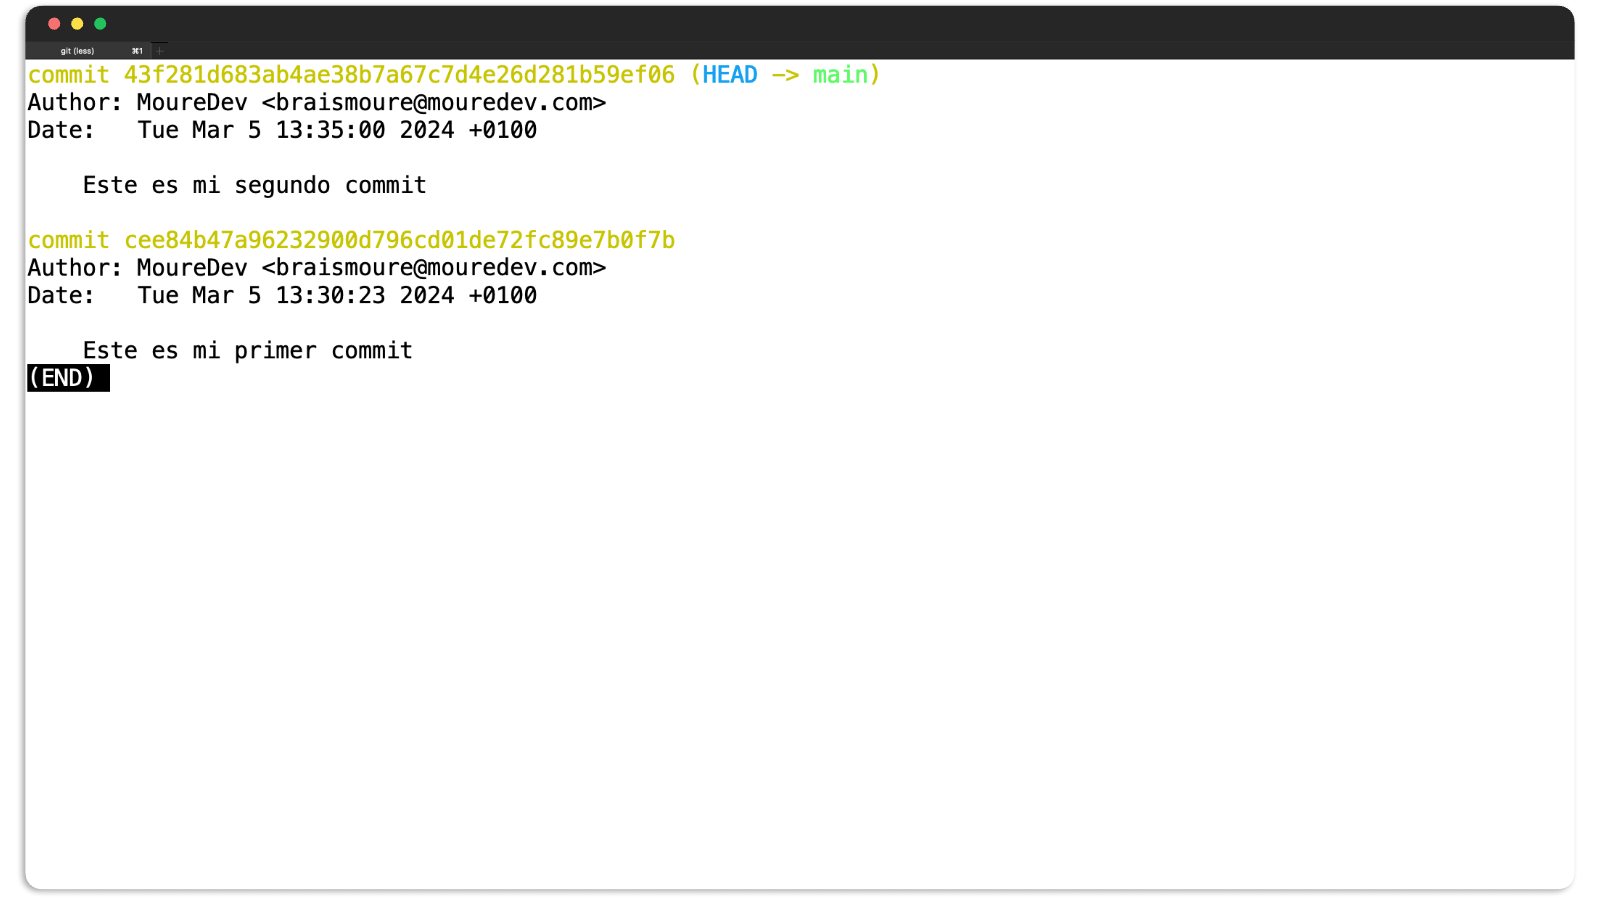 git (less) ⌘1 +
commit 43f281d683ab4ae38b7a67c7d4e26d281b59ef06 (HEAD -> main)
Author: MoureDev <braismoure@mouredev.com>
Date:   Tue Mar 5 13:35:00 2024 +0100
    Este es mi segundo commit
commit cee84b47a96232900d796cd01de72fc89e7b0f7b
Author: MoureDev <braismoure@mouredev.com>
Date:   Tue Mar 5 13:30:23 2024 +0100
    Este es mi primer commit
(END)